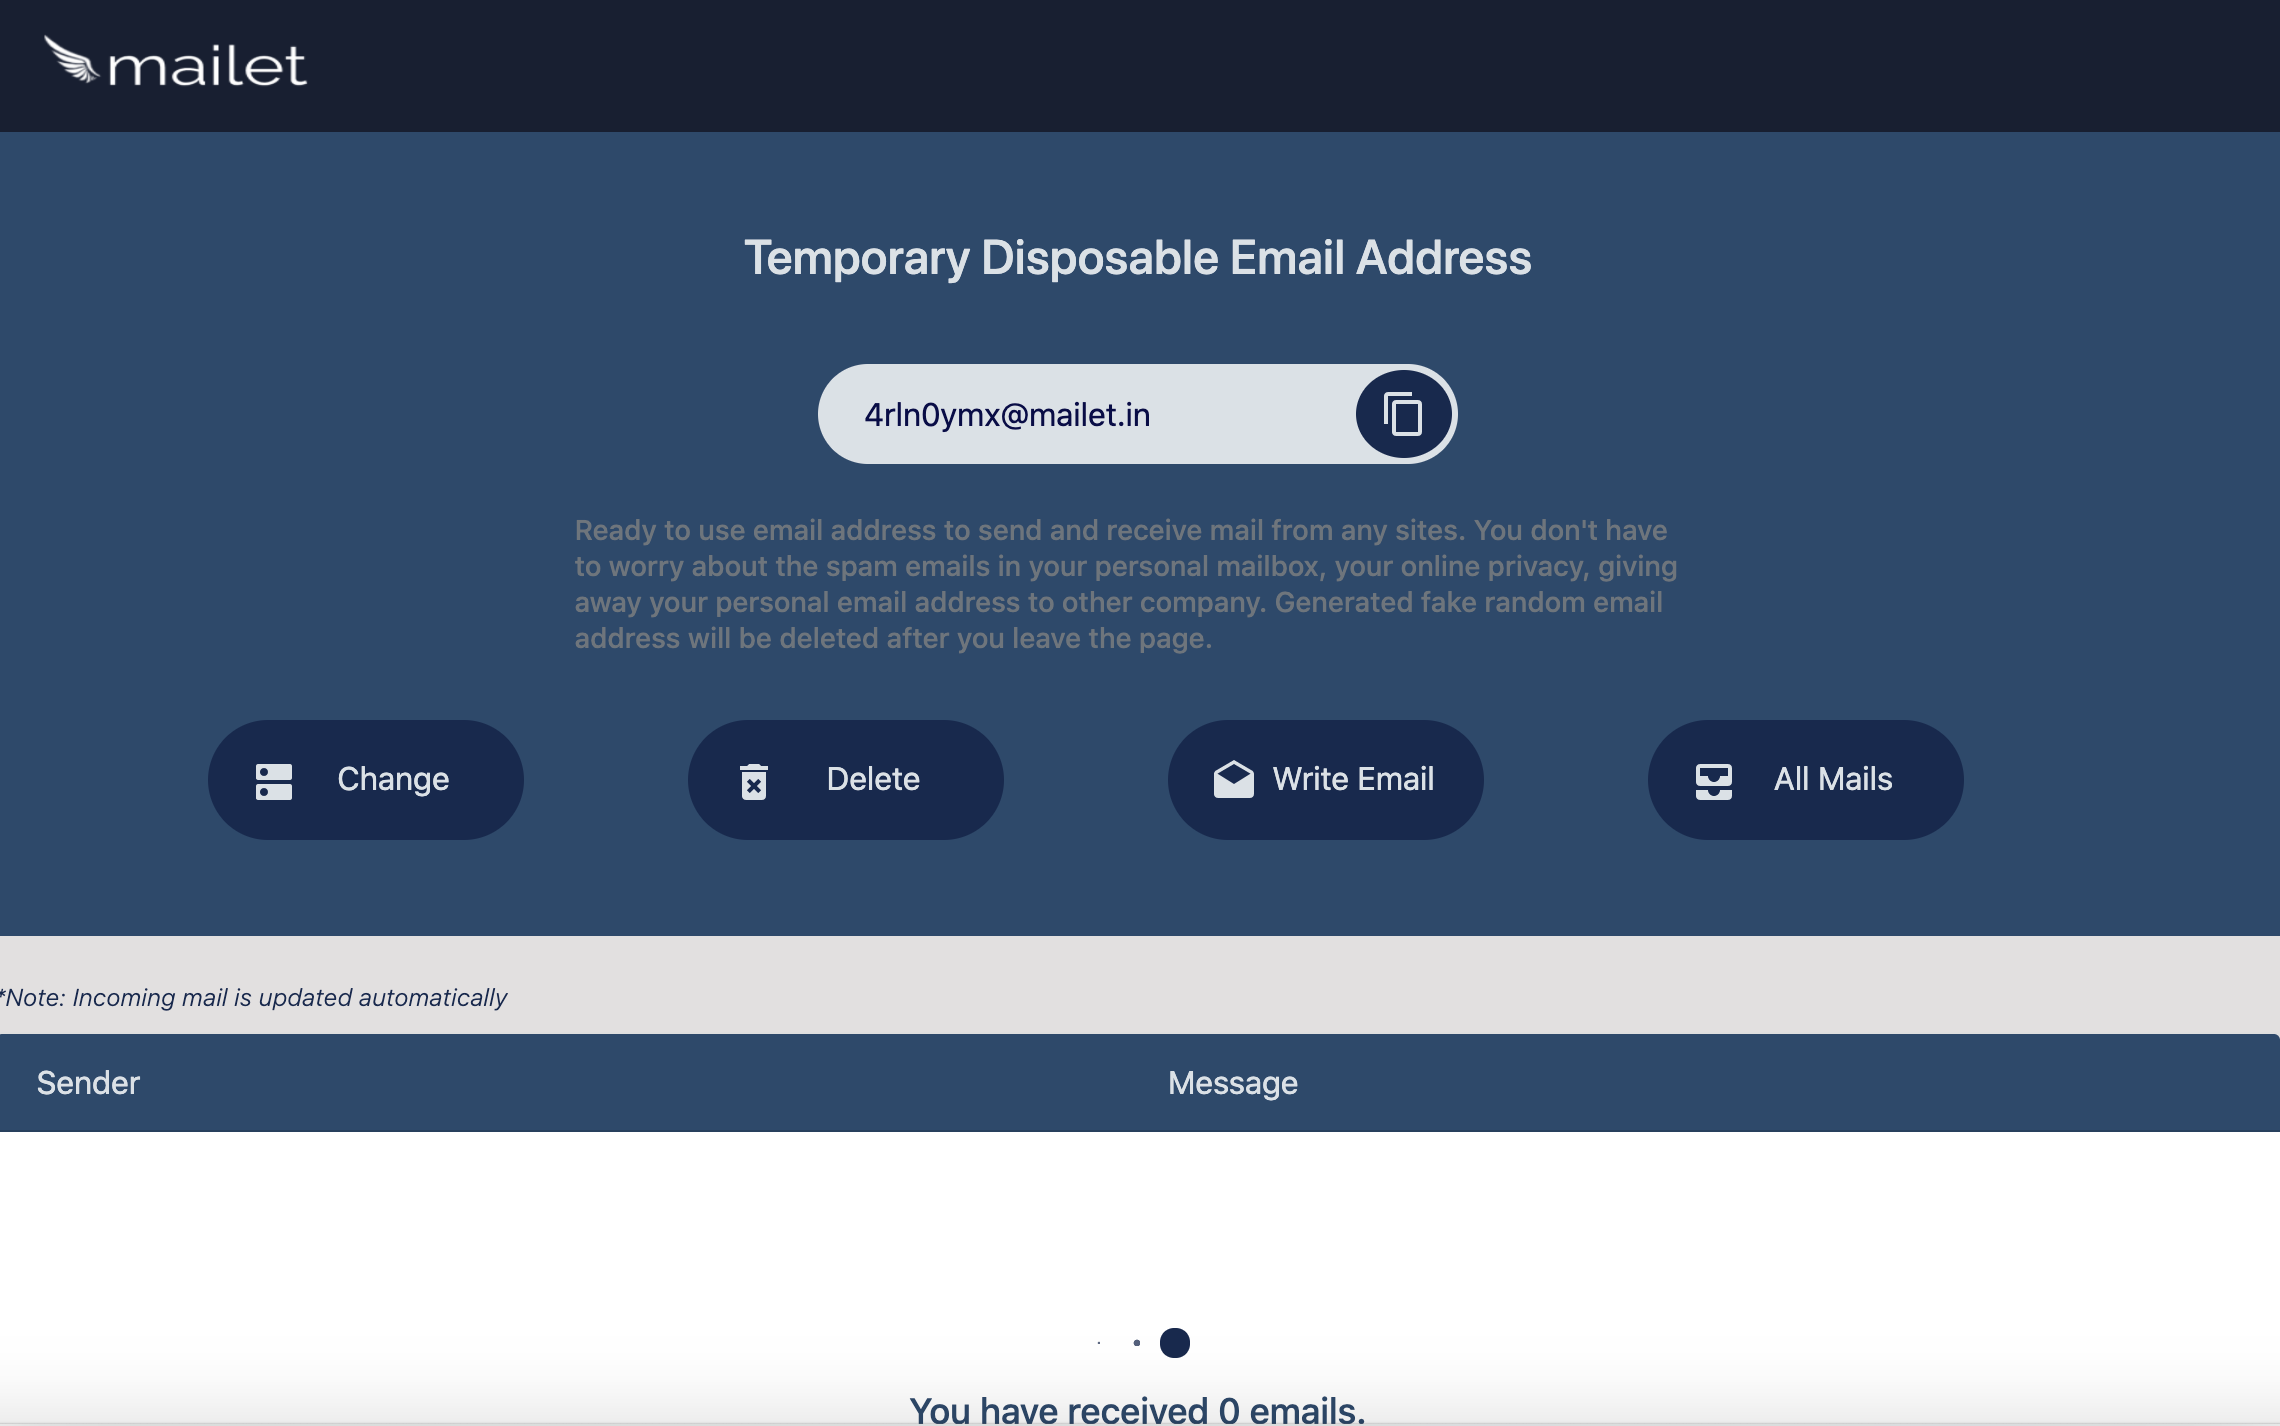 mailet
Temporary Disposable Email Address
4rln0ymx@mailet.in
Ready to use email address to send and receive mail from any sites. You don't have
to worry about the spam emails in your personal mailbox, your online privacy, giving
away your personal email address to other company. Generated fake random email
address will be deleted after you leave the page.
Change
Delete
Write Email
All Mails
*Note: Incoming mail is updated automatically
Sender
Message
You have received 0 emails.